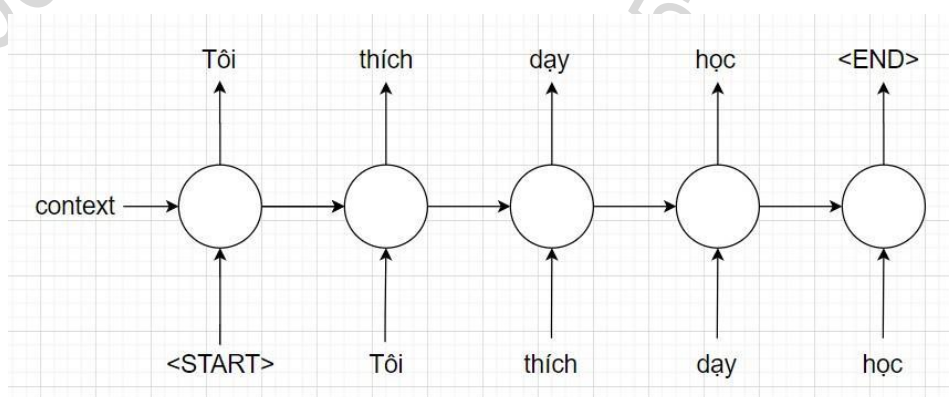 Tôi thích dạy học <END>
context
<START> Tôi thích dạy học